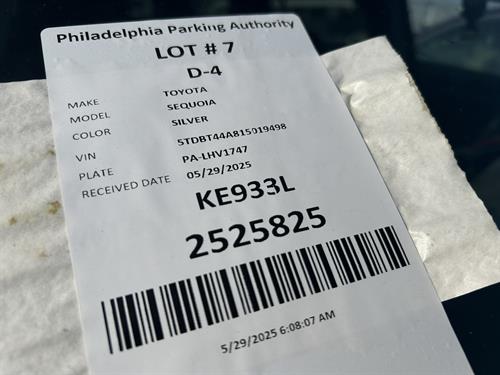 Philadelphia Parking Authority
LOT # 7
D-4
MAKE TOYOTA
MODEL SEQUOIA
COLOR SILVER
VIN 5TDBT44A815019498
PLATE PA-LHV1747
RECEIVED DATE 05/29/2025
KE933L
2525825
5/29/2025 6:08:07 AM